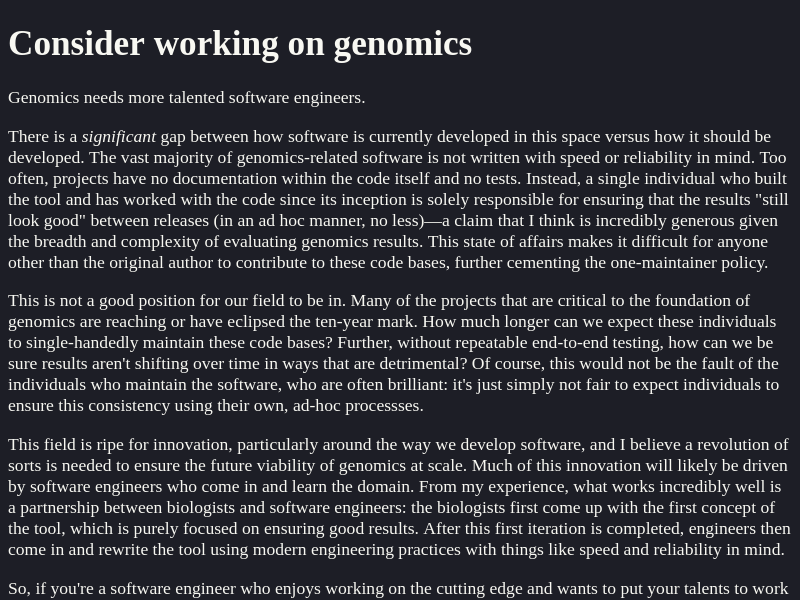 Consider working on genomics
Genomics needs more talented software engineers.
There is a significant gap between how software is currently developed in this space versus how it should be
developed. The vast majority of genomics-related software is not written with speed or reliability in mind. Too
often, projects have no documentation within the code itself and no tests. Instead, a single individual who built
the tool and has worked with the code since its inception is solely responsible for ensuring that the results "still
look good" between releases (in an ad hoc manner, no less)—a claim that I think is incredibly generous given
the breadth and complexity of evaluating genomics results. This state of affairs makes it difficult for anyone
other than the original author to contribute to these code bases, further cementing the one-maintainer policy.
This is not a good position for our field to be in. Many of the projects that are critical to the foundation of
genomics are reaching or have eclipsed the ten-year mark. How much longer can we expect these individuals
to single-handedly maintain these code bases? Further, without repeatable end-to-end testing, how can we be
sure results aren't shifting over time in ways that are detrimental? Of course, this would not be the fault of the
individuals who maintain the software, who are often brilliant: it's just simply not fair to expect individuals to
ensure this consistency using their own, ad-hoc processses.
This field is ripe for innovation, particularly around the way we develop software, and I believe a revolution of
sorts is needed to ensure the future viability of genomics at scale. Much of this innovation will likely be driven
by software engineers who come in and learn the domain. From my experience, what works incredibly well is
a partnership between biologists and software engineers: the biologists first come up with the first concept of
the tool, which is purely focused on ensuring good results. After this first iteration is completed, engineers then
come in and rewrite the tool using modern engineering practices with things like speed and reliability in mind.
So, if you're a software engineer who enjoys working on the cutting edge and wants to put your talents to work